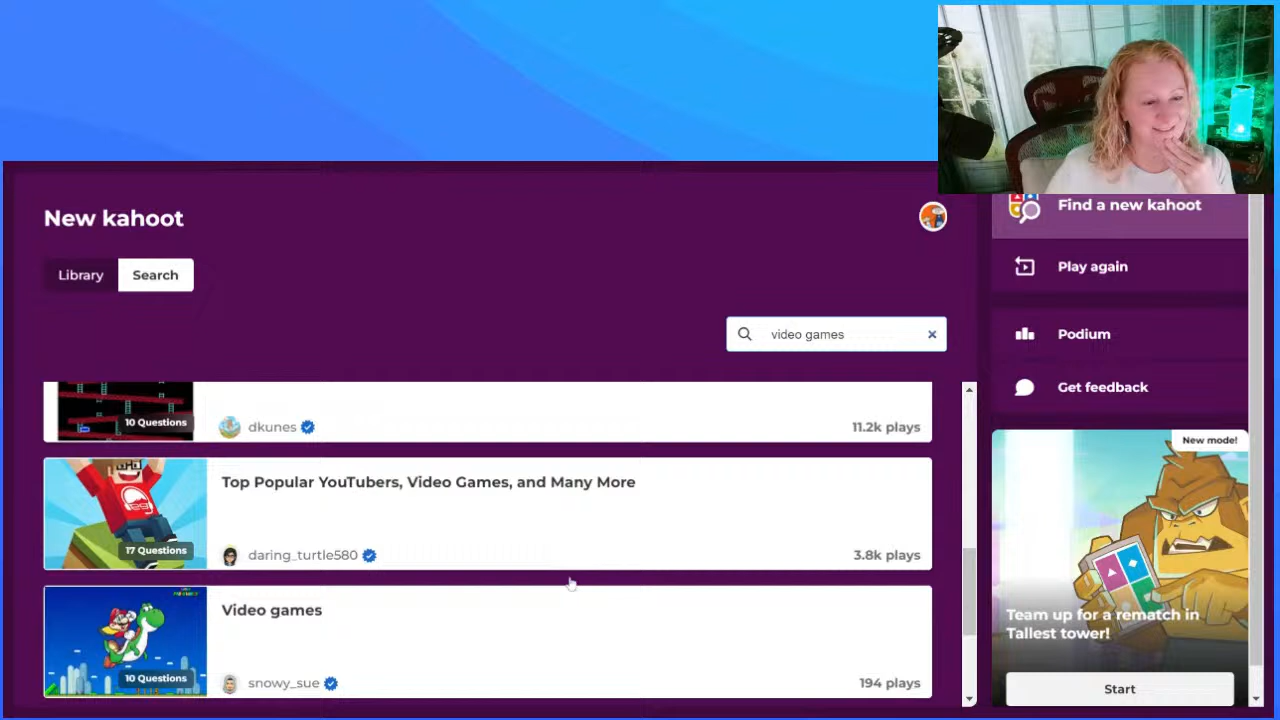 New kahoot
Library
Search
video games
10 Questions
dkunes
11.2k plays
Top Popular YouTubers, Video Games, and Many More
17 Questions
daring_turtle580
3.8k plays
Video games
10 Questions
snowy_sue
194 plays
Find a new kahoot
Play again
Podium
Get feedback
New mode!
Team up for a rematch in
Tallest tower!
Start